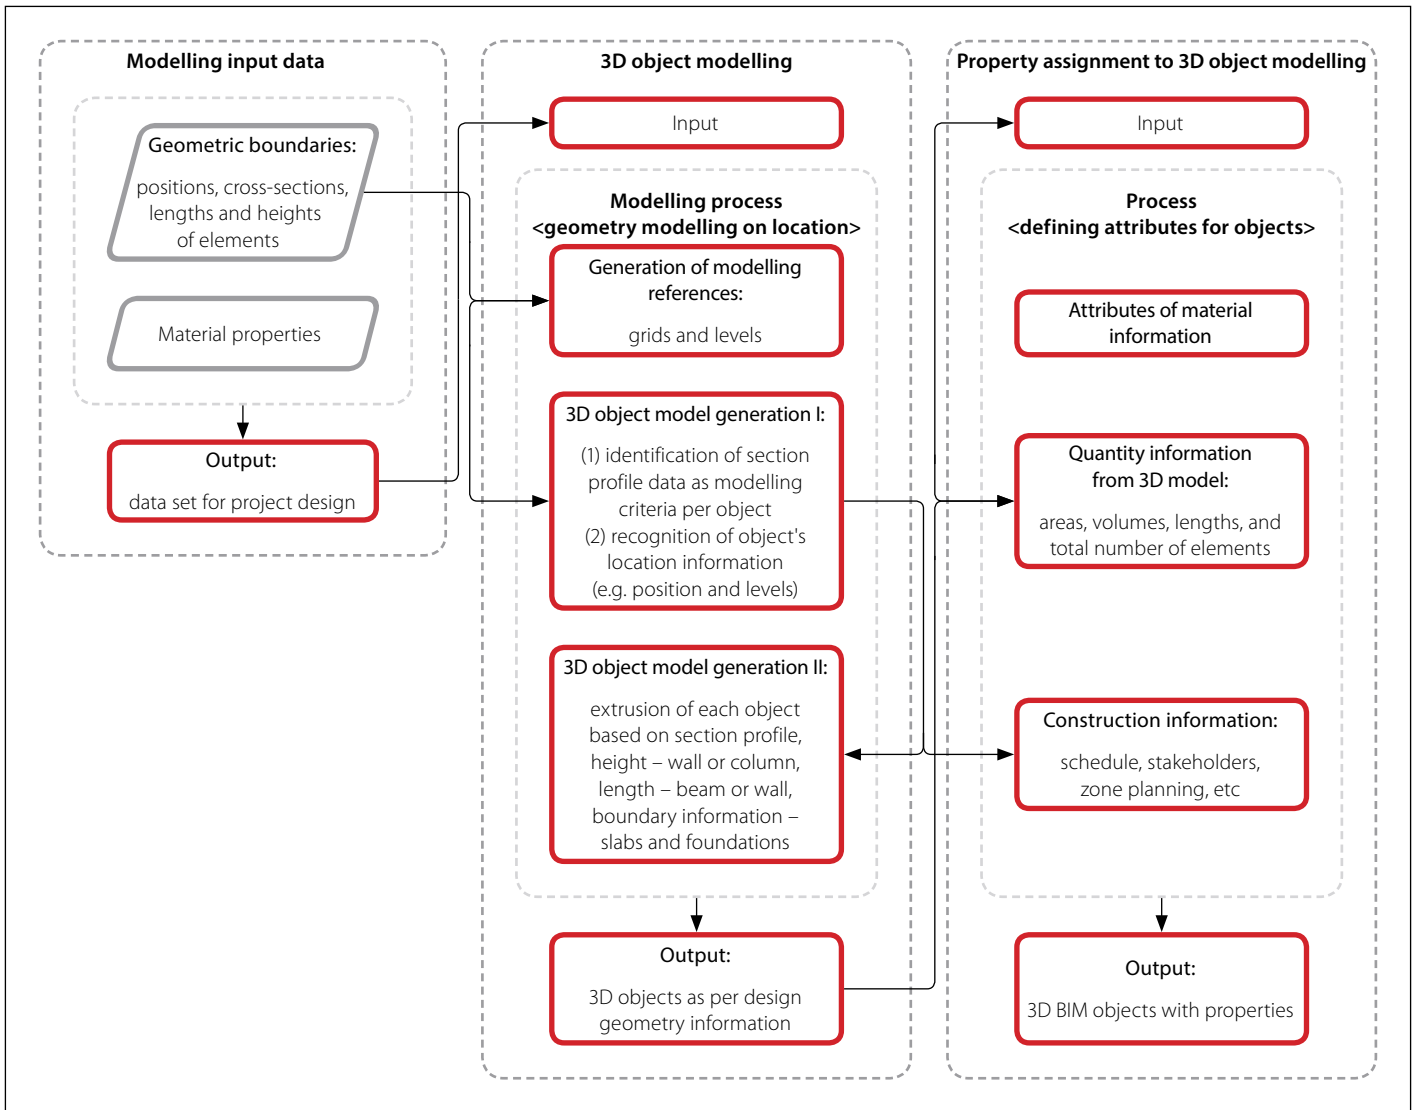 Modelling input data
Geometric boundaries:
positions, cross-sections,
lengths and heights
of elements
Material properties
Output:
data set for project design
3D object modelling
Input
Modelling process
<geometry modelling on location>
Generation of modelling
references:
grids and levels
3D object model generation I:
(1) identification of section
profile data as modelling
criteria per object
(2) recognition of object's
location information
(e.g. position and levels)
3D object model generation II:
extrusion of each object
based on section profile,
height – wall or column,
length – beam or wall,
boundary information –
slabs and foundations
Output:
3D objects as per design
geometry information
Property assignment to 3D object modelling
Input
Process
<defining attributes for objects>
Attributes of material
information
Quantity information
from 3D model:
areas, volumes, lengths, and
total number of elements
Construction information:
schedule, stakeholders,
zone planning, etc
Output:
3D BIM objects with properties